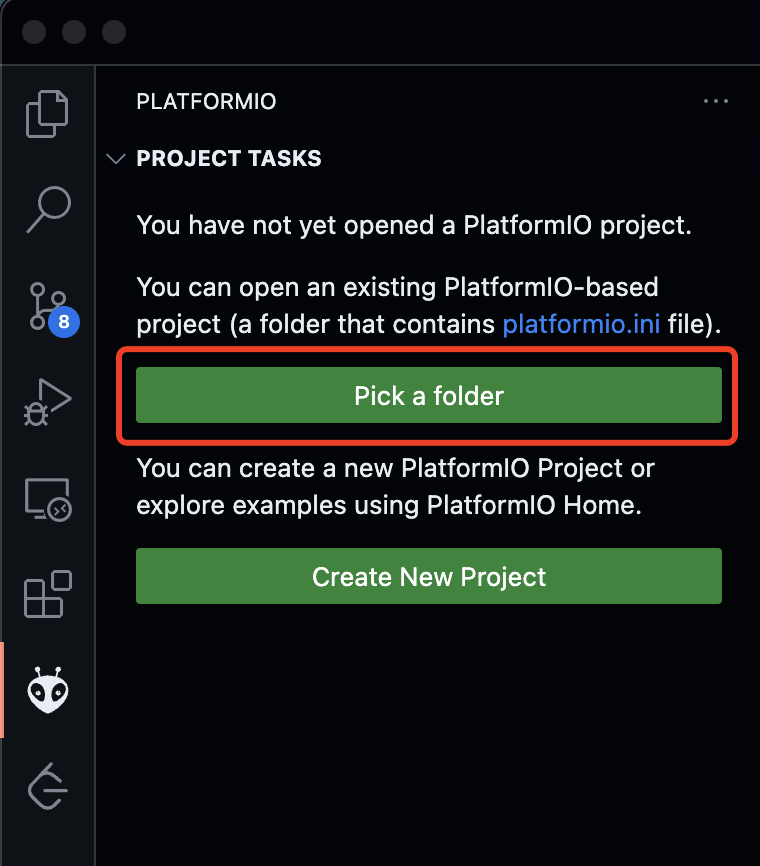 PLATFORMIO
PROJECT TASKS
You have not yet opened a PlatformIO project.
You can open an existing PlatformIO-based
project (a folder that contains platformio.ini file).
8
Pick a folder
You can create a new PlatformIO Project or
explore examples using PlatformIO Home.
Create New Project